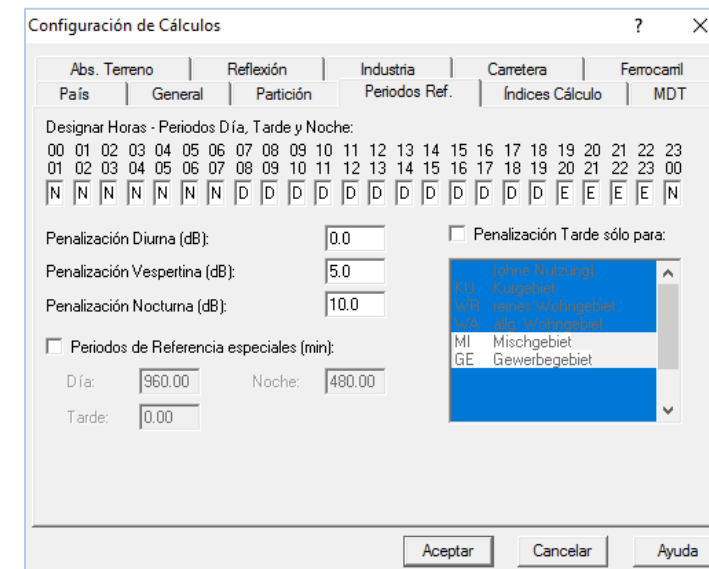 Configuración de Cálculos ? X
Abs. Terreno Reflexión Industria Carretera Ferrocarril
País General Partición Periodos Ref. Índices Cálculo MDT
Designar Horas - Periodos Día, Tarde y Noche:
00 01 02 03 04 05 06 07 08 09 10 11 12 13 14 15 16 17 18 19 20 21 22 23
01 02 03 04 05 06 07 08 09 10 11 12 13 14 15 16 17 18 19 20 21 22 23 00
N N N N N N N D D D D D D D D D D D D E E E E N
Penalización Diurna (dB): 0.0 Penalización Tarde sólo para:
Penalización Vespertina (dB): 5.0 (ohne Nutzung)
KU Kurgebiet
Penalización Nocturna (dB): 10.0 WR reines Wohngebiet
WA allg. Wohngebiet
MI Mischgebiet
Periodos de Referencia especiales (min): GE Gewerbegebiet
Día: 960.00 Noche: 480.00
Tarde: 0.00
Aceptar Cancelar Ayuda